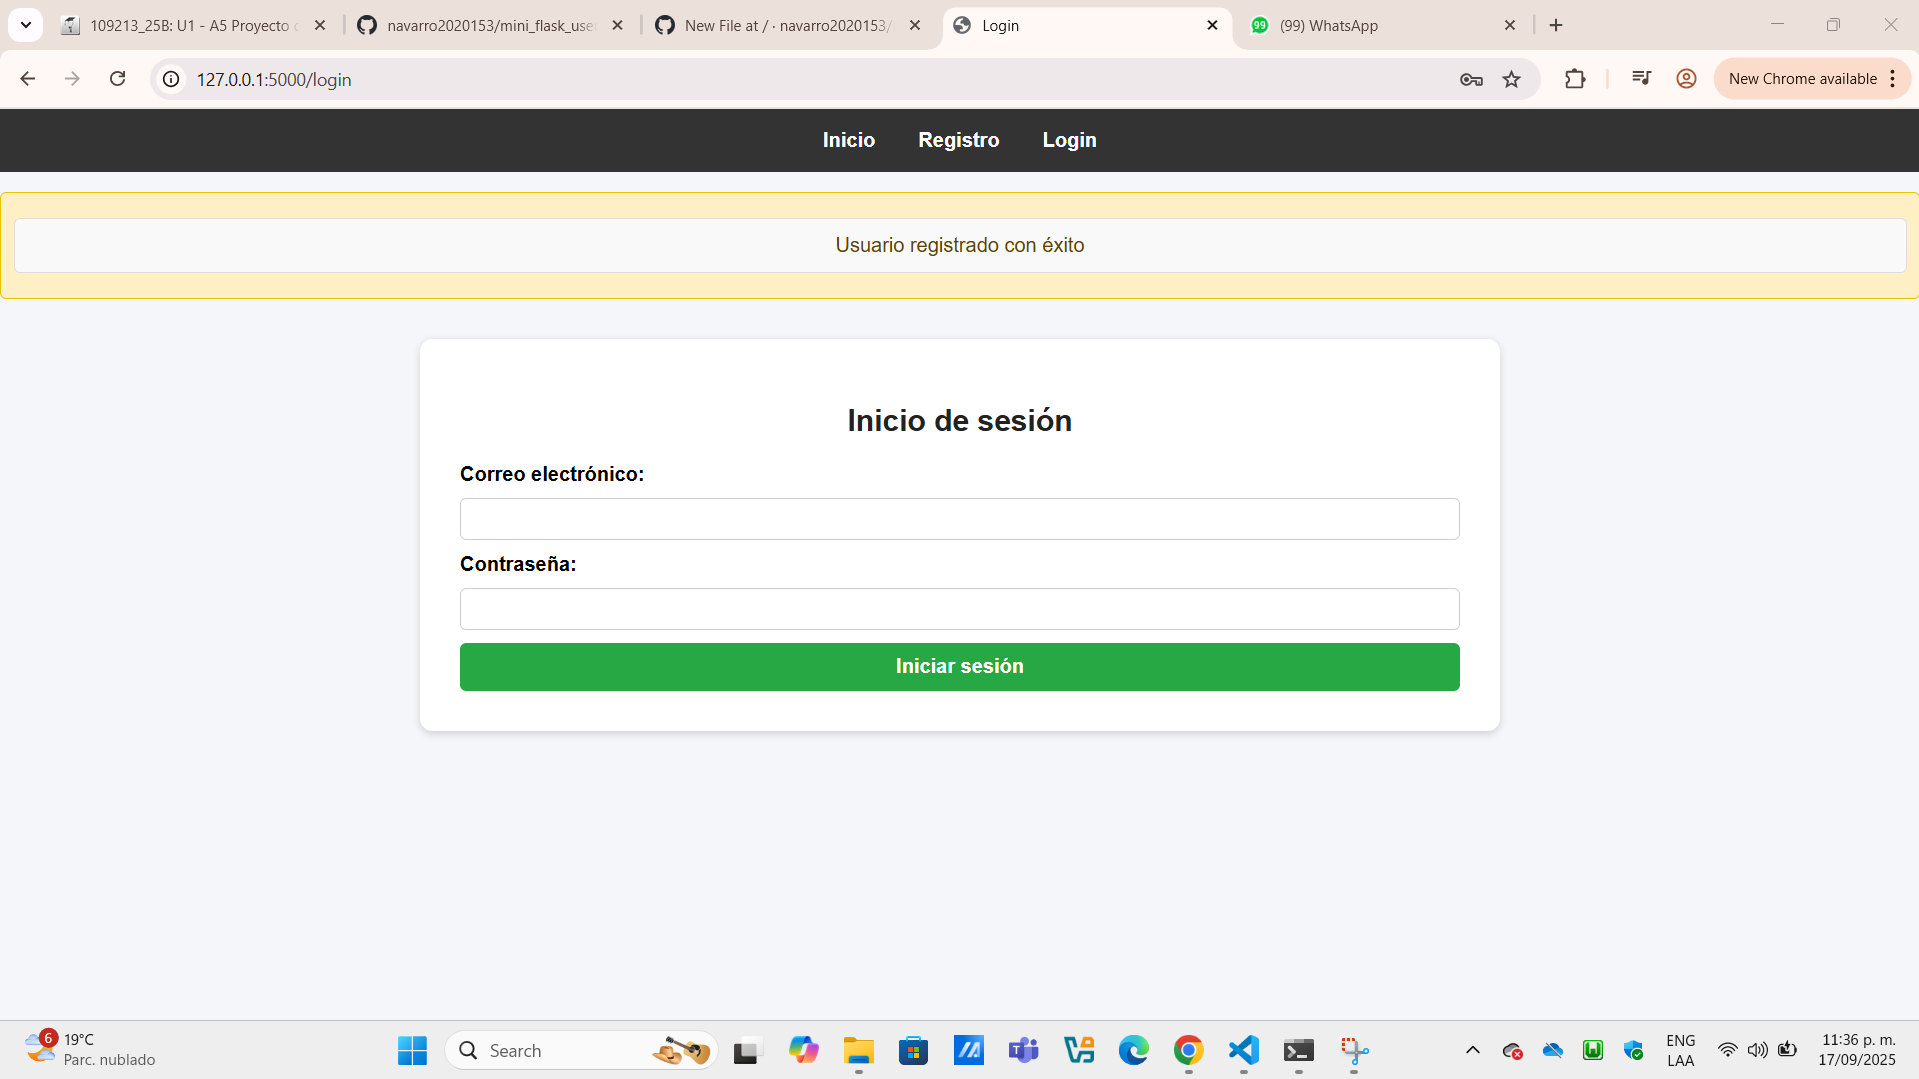 109213_25B: U1 - A5 Proyecto
navarro2020153/mini_flask_use
New File at / · navarro2020153/
Login
99
(99) WhatsApp
127.0.0.1:5000/login
New Chrome available
Inicio Registro Login
Usuario registrado con éxito
Inicio de sesión
Correo electrónico:
Contraseña:
Iniciar sesión
6
19°C
Parc. nublado
Search
ENG
LAA
11:36 p. m.
17/09/2025